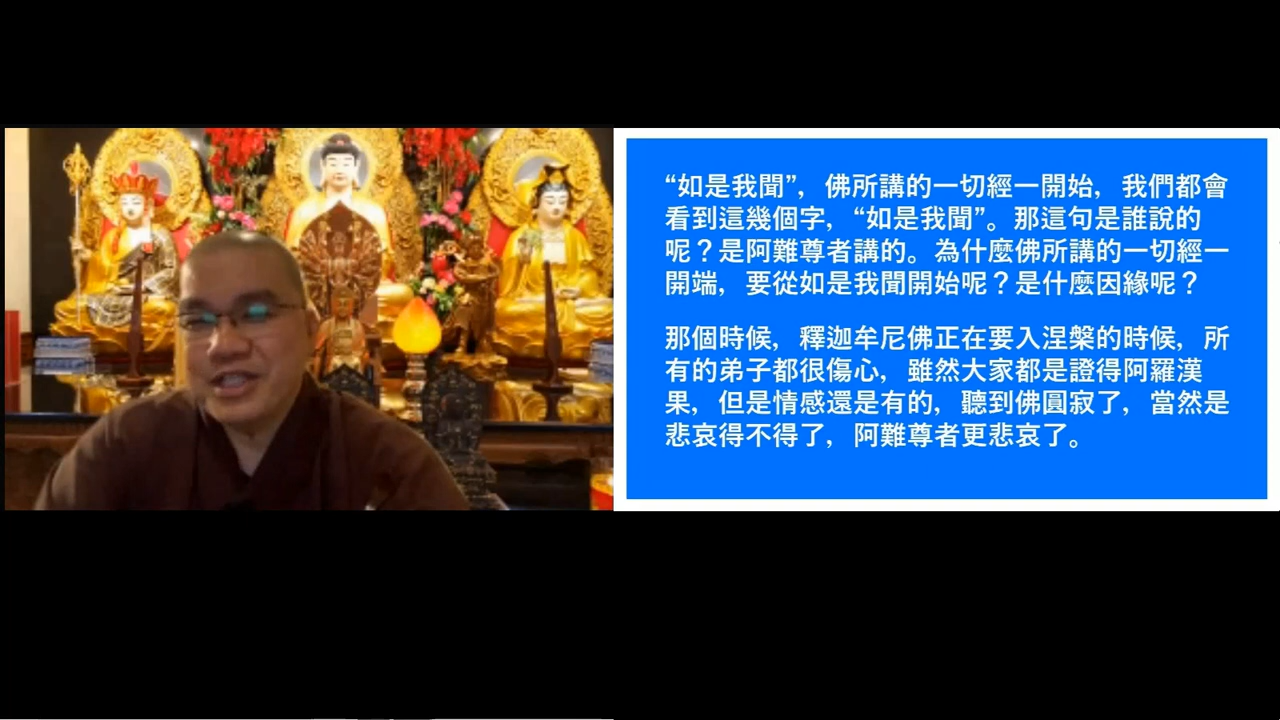 “如是我聞”，佛所講的一切經一開始，我們都會
看到這幾個字，“如是我聞”。那這句是誰說的
呢？是阿難尊者講的。為什麼佛所講的一切經一
開端，要從如是我聞開始呢？是什麼因緣呢？
那個時候，釋迦牟尼佛正在要入涅槃的時候，所
有的弟子都很傷心，雖然大家都是證得阿羅漢
果，但是情感還是有的，聽到佛圓寂了，當然是
悲哀得不得了，阿難尊者更悲哀了。